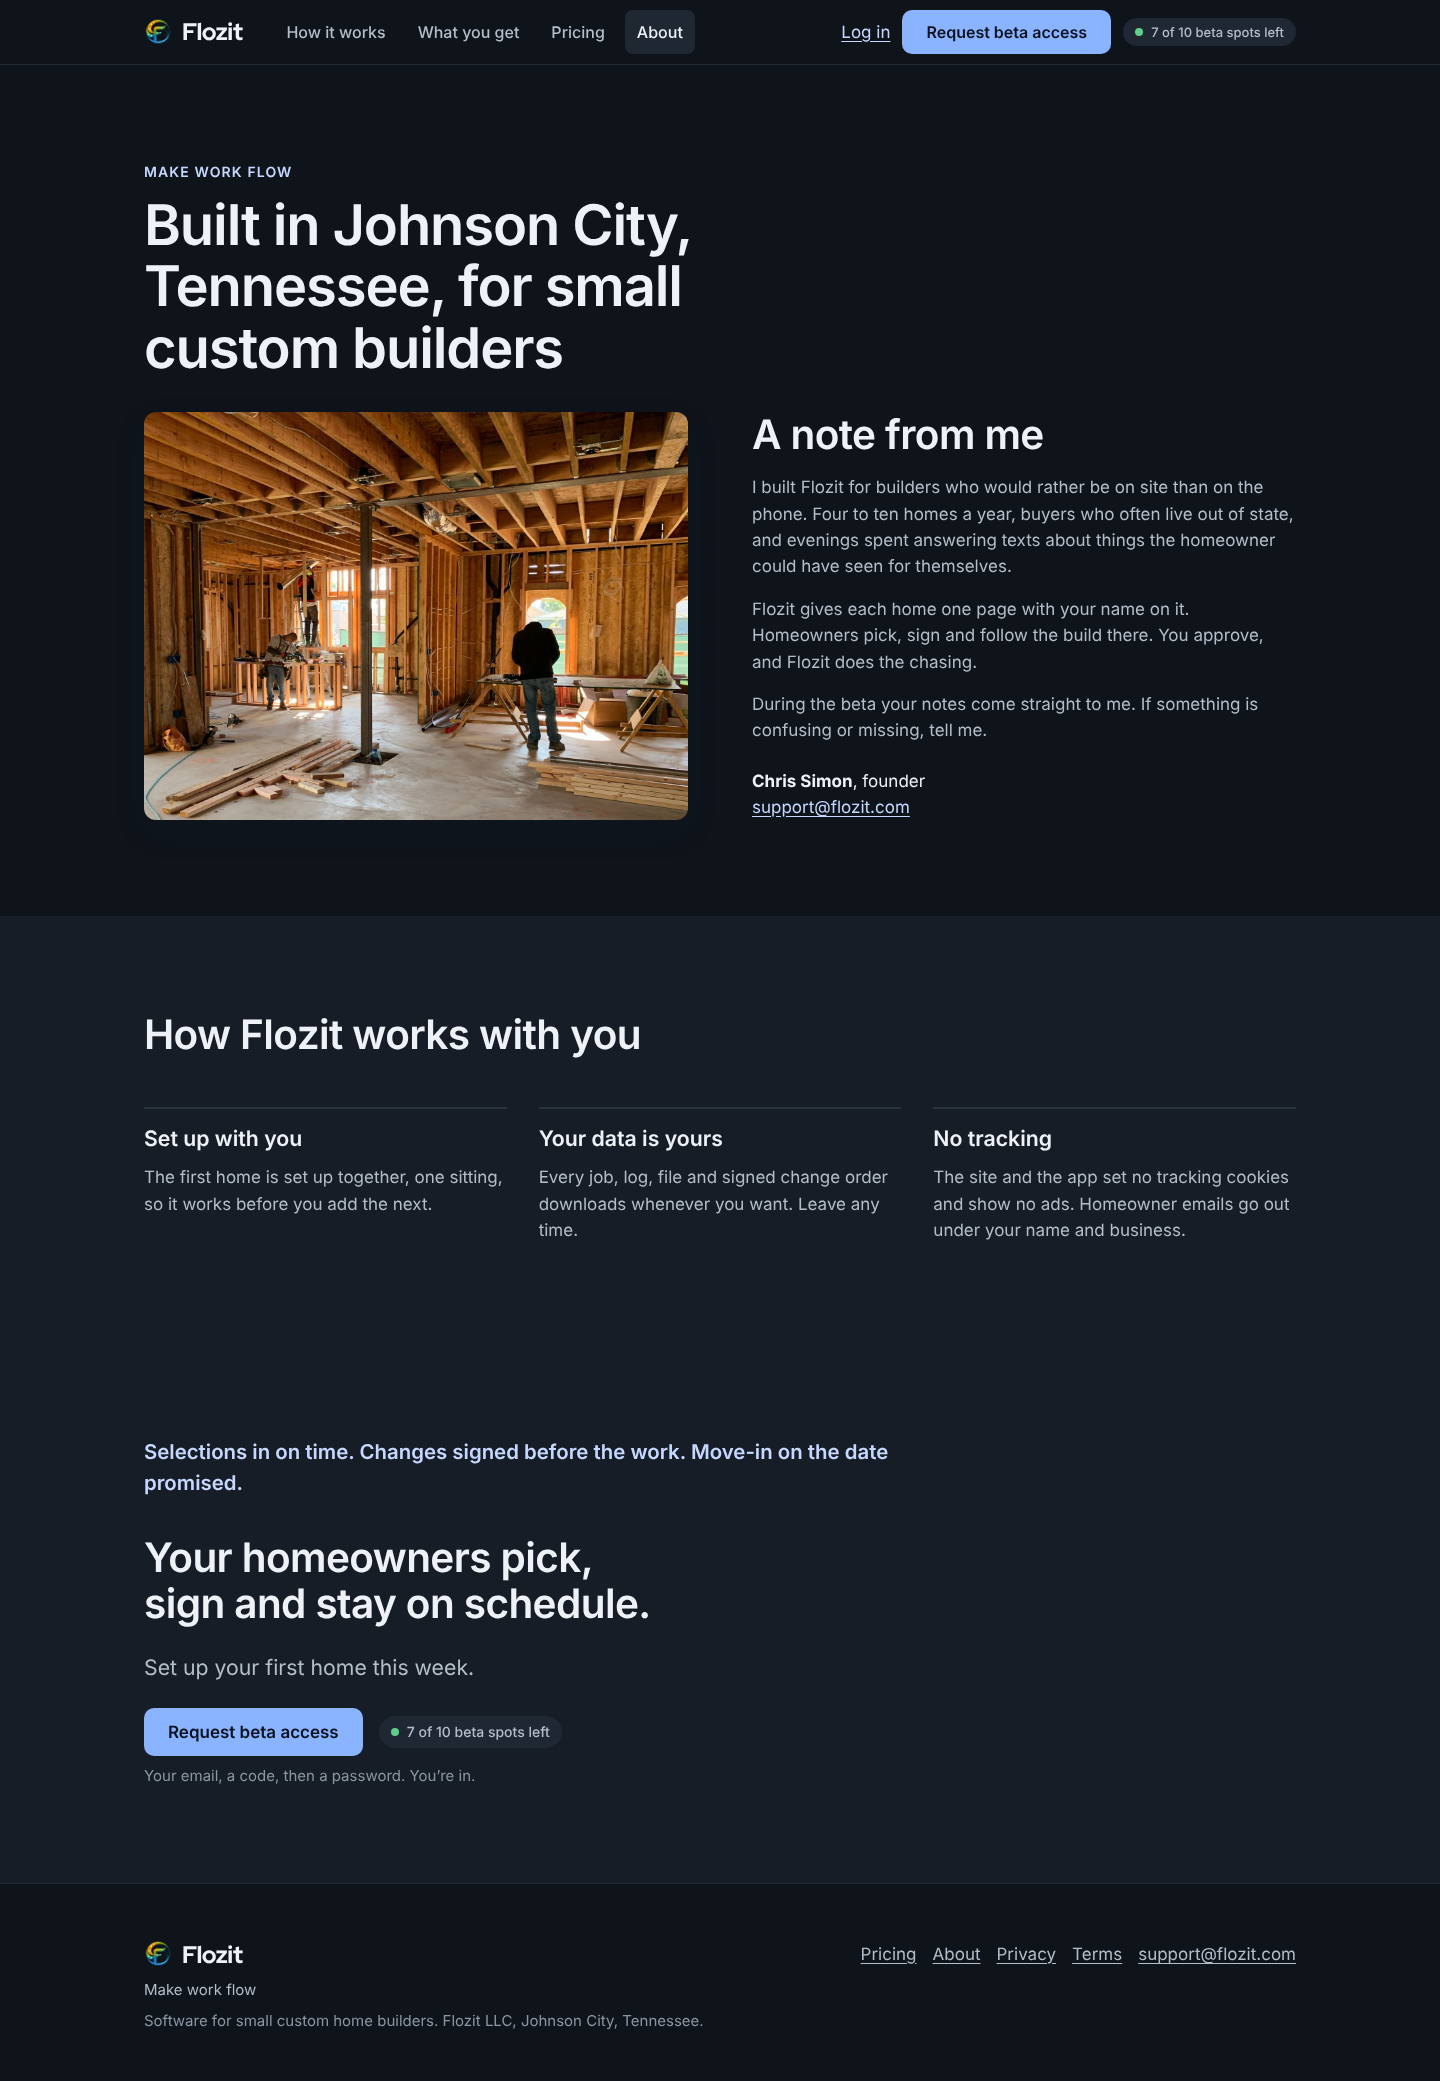 Flozit
How it works
What you get
Pricing
About
Log in
Request beta access
7 of 10 beta spots left
MAKE WORK FLOW
Built in Johnson City,
Tennessee, for small
custom builders
A note from me
I built Flozit for builders who would rather be on site than on the
phone. Four to ten homes a year, buyers who often live out of state,
and evenings spent answering texts about things the homeowner
could have seen for themselves.
Flozit gives each home one page with your name on it.
Homeowners pick, sign and follow the build there. You approve,
and Flozit does the chasing.
During the beta your notes come straight to me. If something is
confusing or missing, tell me.
Chris Simon, founder
support@flozit.com
How Flozit works with you
Set up with you
The first home is set up together, one sitting,
so it works before you add the next.
Your data is yours
Every job, log, file and signed change order
downloads whenever you want. Leave any
time.
No tracking
The site and the app set no tracking cookies
and show no ads. Homeowner emails go out
under your name and business.
Selections in on time. Changes signed before the work. Move-in on the date
promised.
Your homeowners pick,
sign and stay on schedule.
Set up your first home this week.
Request beta access
7 of 10 beta spots left
Your email, a code, then a password. You’re in.
Flozit
Make work flow
Software for small custom home builders. Flozit LLC, Johnson City, Tennessee.
Pricing
About
Privacy
Terms
support@flozit.com